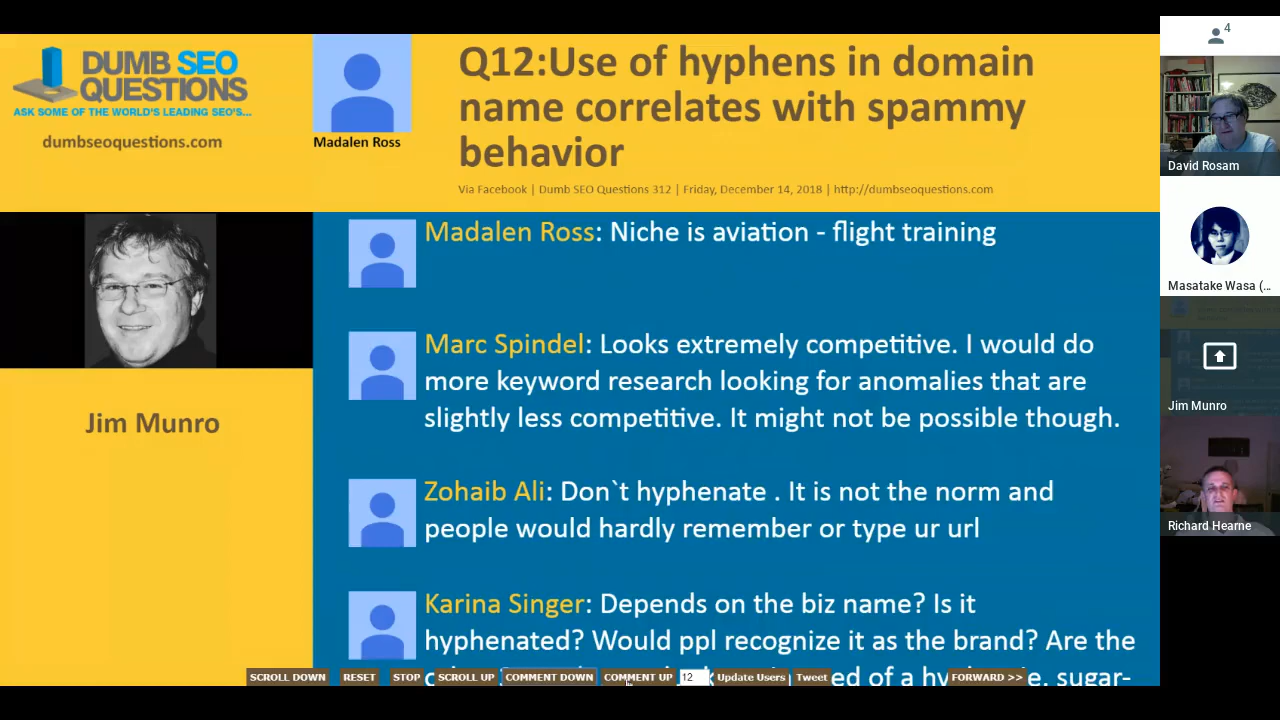 DUMB SEO
QUESTIONS
ASK SOME OF THE WORLD'S LEADING SEO'S...
dumbseoquestions.com
Madalen Ross
Q12:Use of hyphens in domain
name correlates with spammy
behavior
Via Facebook | Dumb SEO Questions 312 | Friday, December 14, 2018 | http://dumbseoquestions.com
Jim Munro
Madalen Ross: Niche is aviation - flight training
Marc Spindel: Looks extremely competitive. I would do
more keyword research looking for anomalies that are
slightly less competitive. It might not be possible though.
Zohaib Ali: Don`t hyphenate . It is not the norm and
people would hardly remember or type ur url
Karina Singer: Depends on the biz name? Is it
hyphenated? Would ppl recognize it as the brand? Are the
of a sugar-
SCROLL DOWN RESET STOP SCROLL UP COMMENT DOWN COMMENT UP 12 Update Users Tweet FORWARD >>
4
David Rosam
Masatake Wasa (...
Jim Munro
Richard Hearne